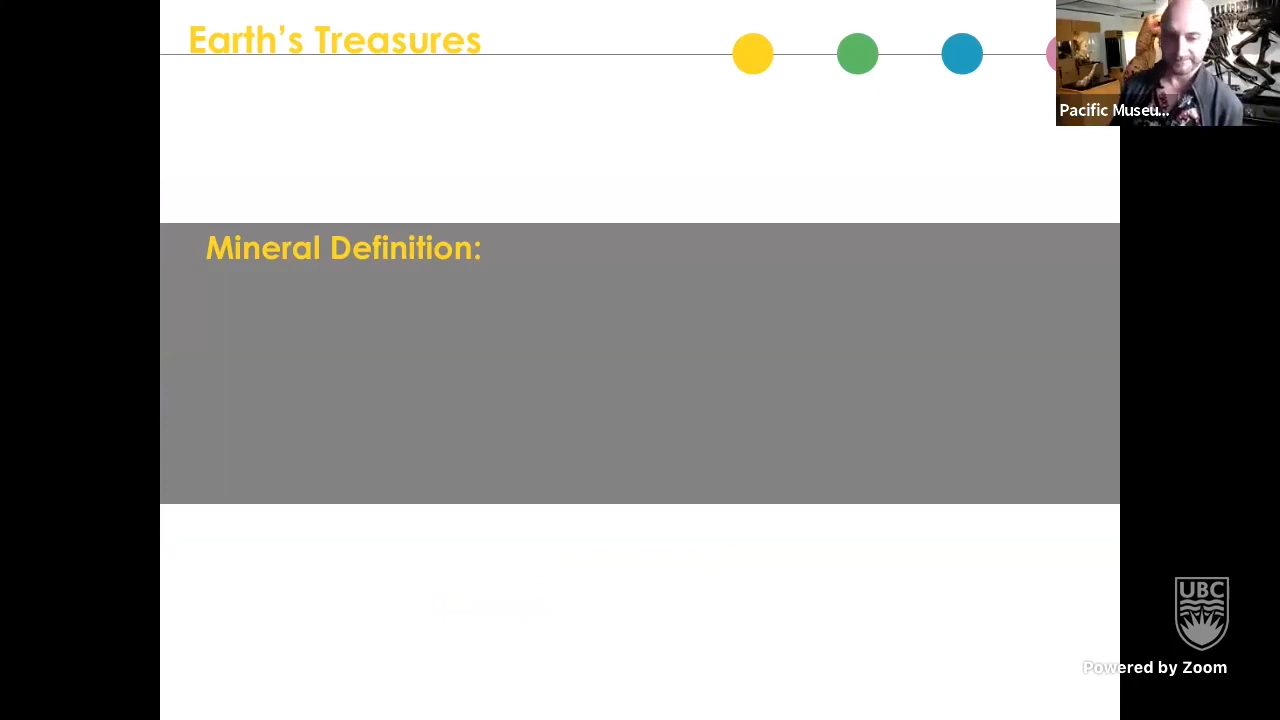 Earth's Treasures
Pacific Museu...
Mineral Definition:
UBC
Powered by Zoom